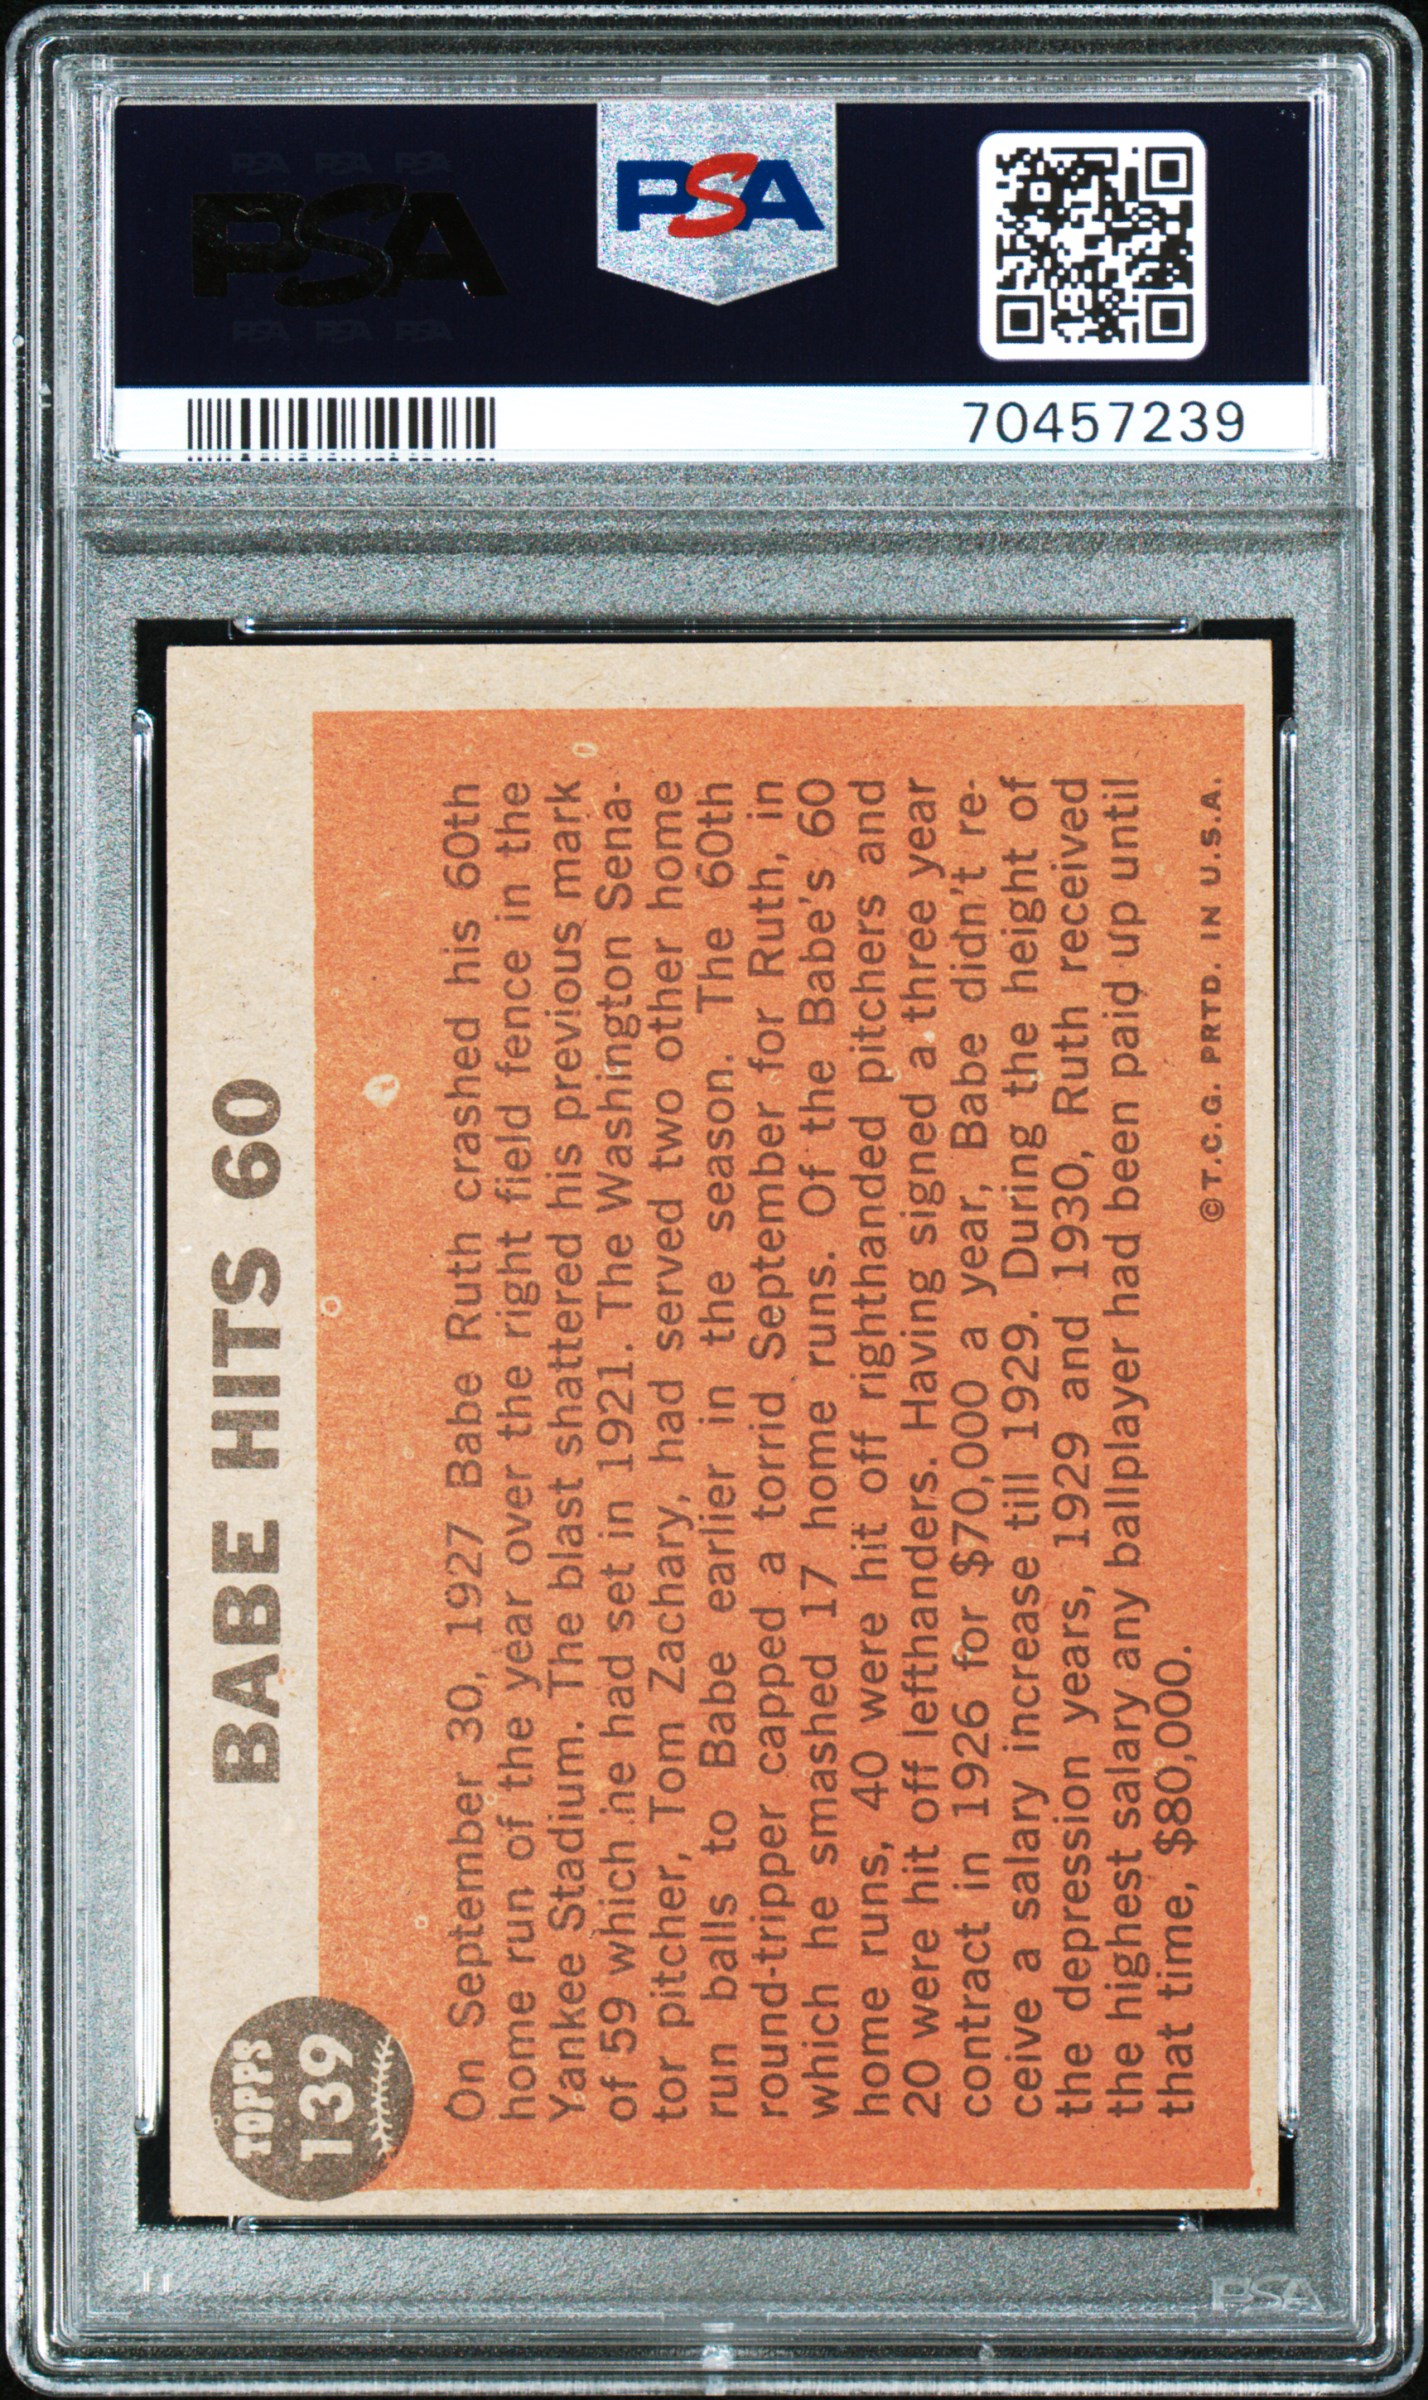 PSA PSA PSA
PSA
PSA PSA PSA
PSA
70457239
BABE HITS 60
TOPPS
139
On September 30, 1927 Babe Ruth crashed his 60th
home run of the year over the right field fence in the
Yankee Stadium. The blast shattered his previous mark
of 59 which he had set in 1921. The Washington Sena-
tor pitcher, Tom Zachary, had served two other home
run balls to Babe earlier in the season. The 60th
round-tripper capped a torrid September for Ruth, in
which he smashed 17 home runs. Of the Babe's 60
home runs, 40 were hit off righthanded pitchers and
20 were hit off lefthanders. Having signed a three year
contract in 1926 for $70,000 a year, Babe didn't re-
ceive a salary increase till 1929. During the height of
the depression years, 1929 and 1930, Ruth received
the highest salary any ballplayer had been paid up until
that time, $80,000.
©T.C.G. PRTD. IN U.S.A.
PSA